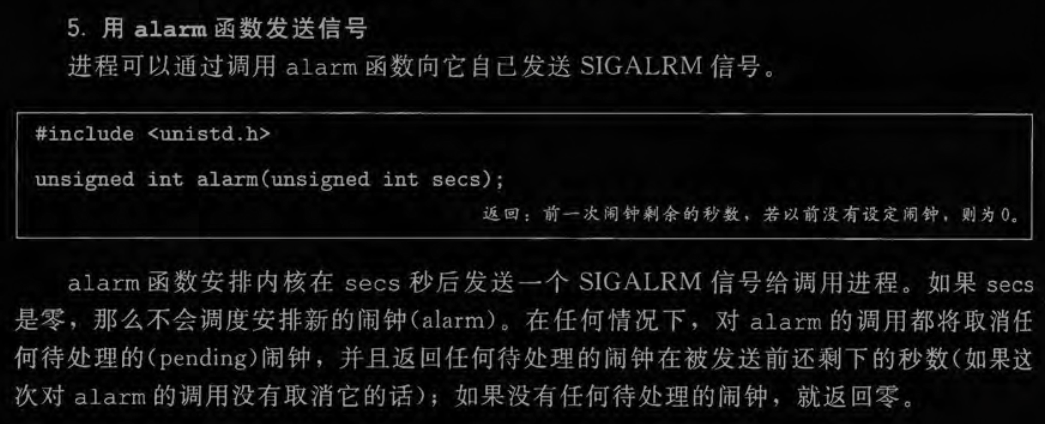 5. 用 alarm 函数发送信号
进程可以通过调用 alarm 函数向它自己发送 SIGALRM 信号。
#include <unistd.h>
unsigned int alarm(unsigned int secs);
返回：前一次闹钟剩余的秒数，若以前没有设定闹钟，则为0。
alarm 函数安排内核在 secs 秒后发送一个 SIGALRM 信号给调用进程。如果 secs
是零，那么不会调度安排新的闹钟(alarm)。在任何情况下，对 alarm 的调用都将取消任
何待处理的(pending)闹钟，并且返回任何待处理的闹钟在被发送前还剩下的秒数(如果这
次对 alarm 的调用没有取消它的话)；如果没有任何待处理的闹钟，就返回零。